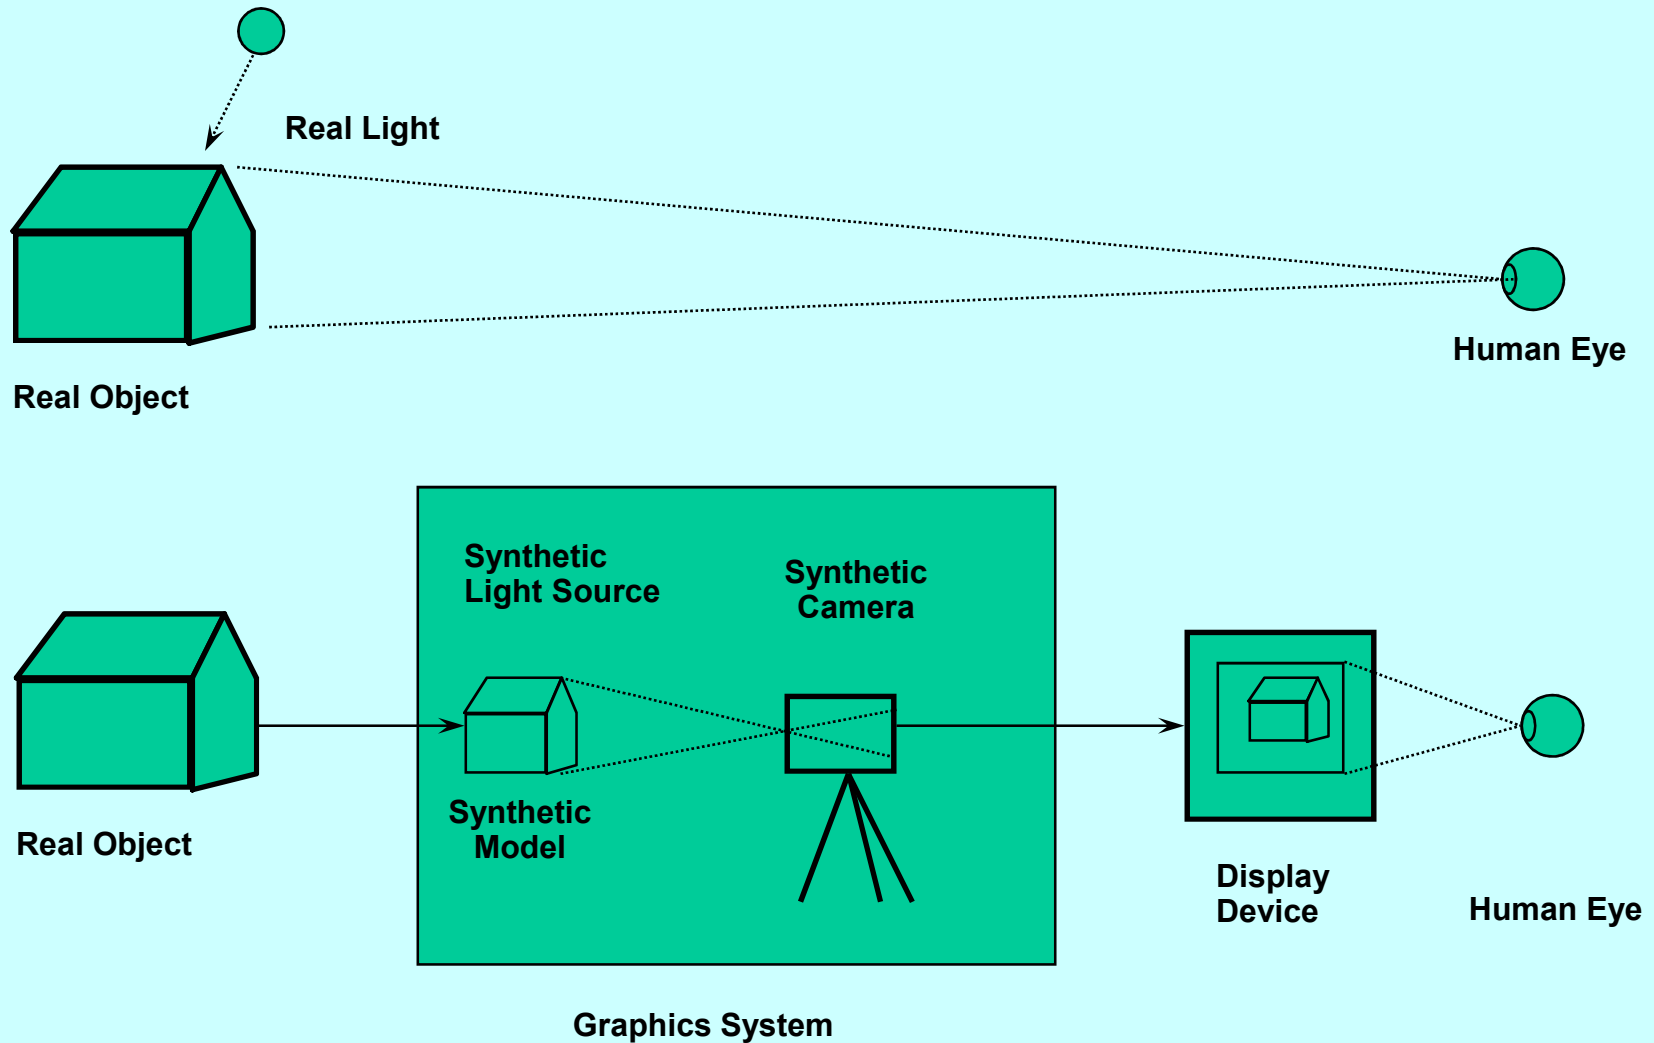 Real Light
Human Eye
Real Object
Synthetic
Light Source
Synthetic
Camera
Synthetic
Model
Real Object
Display
Device
Human Eye
Graphics System